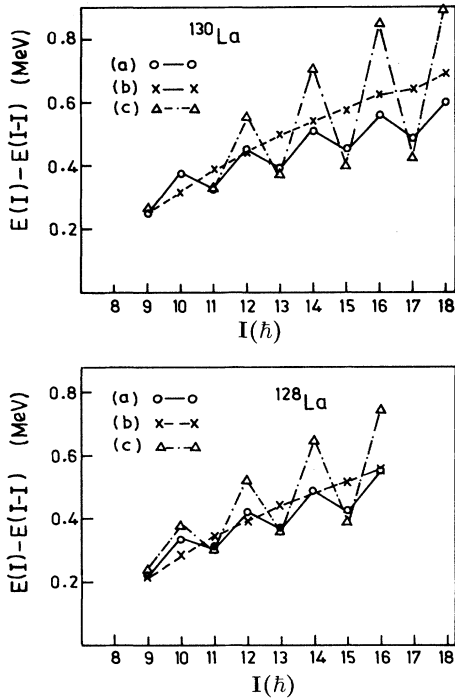 E(I)−E(I-I) (MeV)
0.8
0.6
0.4
0.2
¹³⁰La
(a)
(b)
(c)
8 9 10 11 12 13 14 15 16 17 18
I(ħ)
E(I)−E(I-I) (MeV)
0.8
0.6
0.4
0.2
¹²⁸La
(a)
(b)
(c)
8 9 10 11 12 13 14 15 16 17 18
I(ħ)